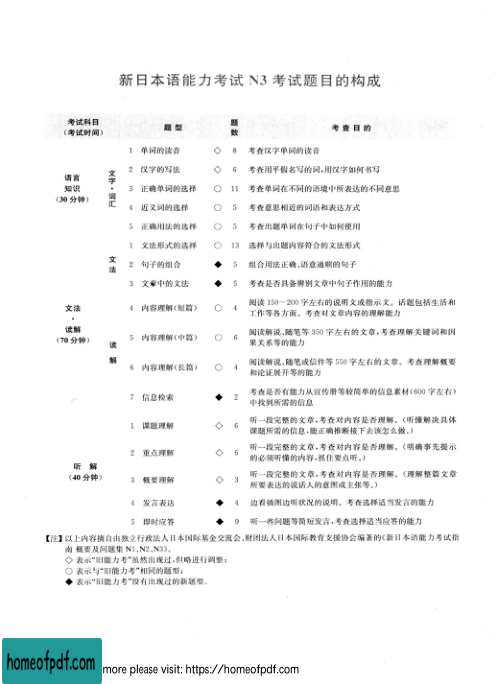 新日本语能力考试 N3 考试题目的构成
考试科目 题型 题 考查目的
(考试时间) 数
语言知识(30 分钟)
文字·词汇
1 单词的读音 ◇ 8 考查汉字单词的读音
2 汉字的写法 ◇ 6 考查用平假名写的词,用汉字如何书写
3 正确单词的选择 ○ 11 考查单词在不同的语境中所表达的不同意思
4 近义词的选择 ○ 5 考查意思相近的词语和表达方式
5 正确用法的选择 ○ 5 考查出题单词在句子中如何使用
文法·读解(70 分钟)
文法
1 文法形式的选择 ○ 13 选择与出题内容符合的文法形式
2 句子的组合 ◆ 5 组合用法正确、语意通顺的句子
3 文章中的文法 ◆ 5 考查是否具备辨别文章中句子作用的能力
读解
4 内容理解(短篇) ○ 4 阅读 150—200 字左右的说明文或指示文。话题包括生活和
工作等各方面。考查对文章内容的理解能力
5 内容理解(中篇) ○ 6 阅读解说、随笔等 350 字左右的文章,考查理解关键词和因
果关系等的能力
6 内容理解(长篇) ○ 4 阅读解说、随笔或信件等 550 字左右的文章。考查理解概要
和论证展开等的能力
7 信息检索 ◆ 2 考查是否有能力从宣传册等较简单的信息素材(600 字左右)
中找到所需的信息
听解(40 分钟)
1 课题理解 ◇ 6 听一段完整的文章,考查对内容是否理解。(听懂解决具体
课题所需的信息,能正确推断接下去该怎么做。)
2 重点理解 ◇ 6 听一段完整的文章,考查对内容是否理解。(明确事先提示
的必须听懂的内容,抓住要点听。)
3 概要理解 ◇ 3 听一段完整的文章,考查对内容是否理解。(理解整篇文章
所要表达的说话人的意图或主张等。)
4 发言表达 ◆ 4 边看插图边听状况的说明。考查选择适当发言的能力
5 即时应答 ◆ 9 听一些问题等简短发言,考查选择适当应答的能力
【注】以上内容摘自由独立行政法人日本国际基金交流会、财团法人日本国际教育支援协会编著的《新日本语能力考试指
南 概要及问题集 N1、N2、N3》。
◇ 表示“旧能力考”虽然出现过,但略进行调整;
○ 表示与“旧能力考”相同的题型;
◆ 表示“旧能力考”没有出现过的新题型。
homeofpdf.com more please visit: https://homeofpdf.com